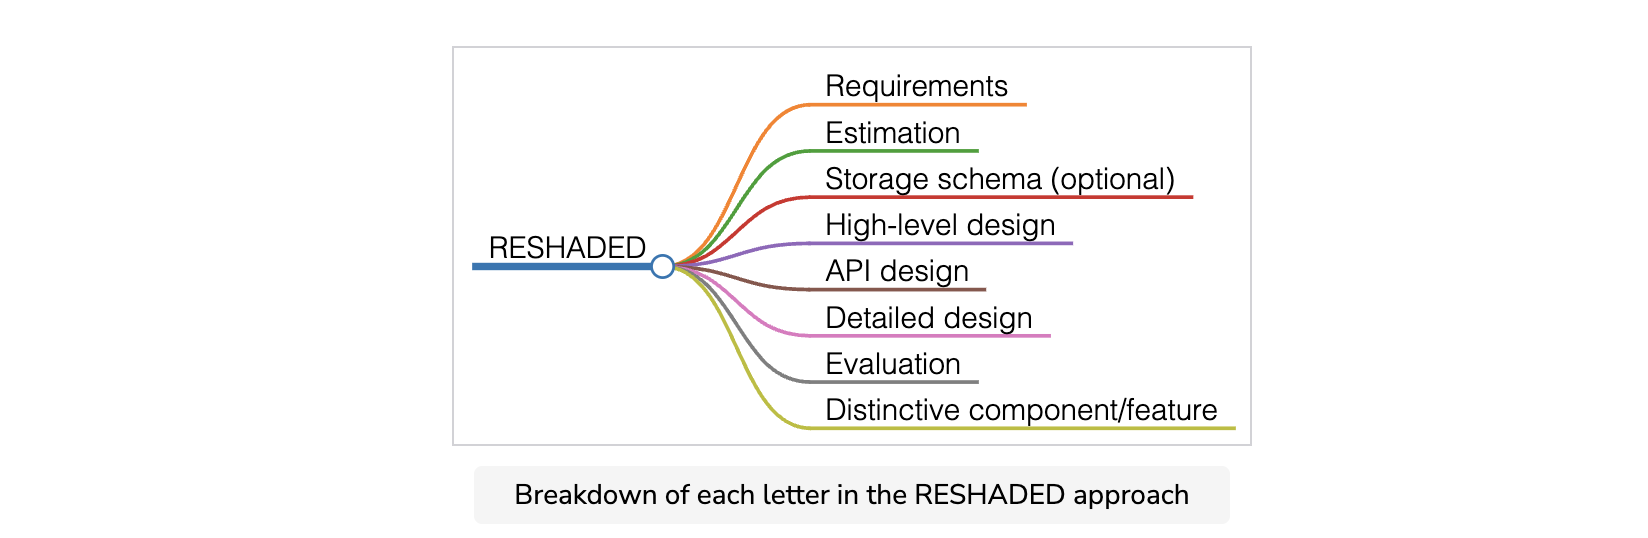 RESHADED
Requirements
Estimation
Storage schema (optional)
High-level design
API design
Detailed design
Evaluation
Distinctive component/feature
Breakdown of each letter in the RESHADED approach